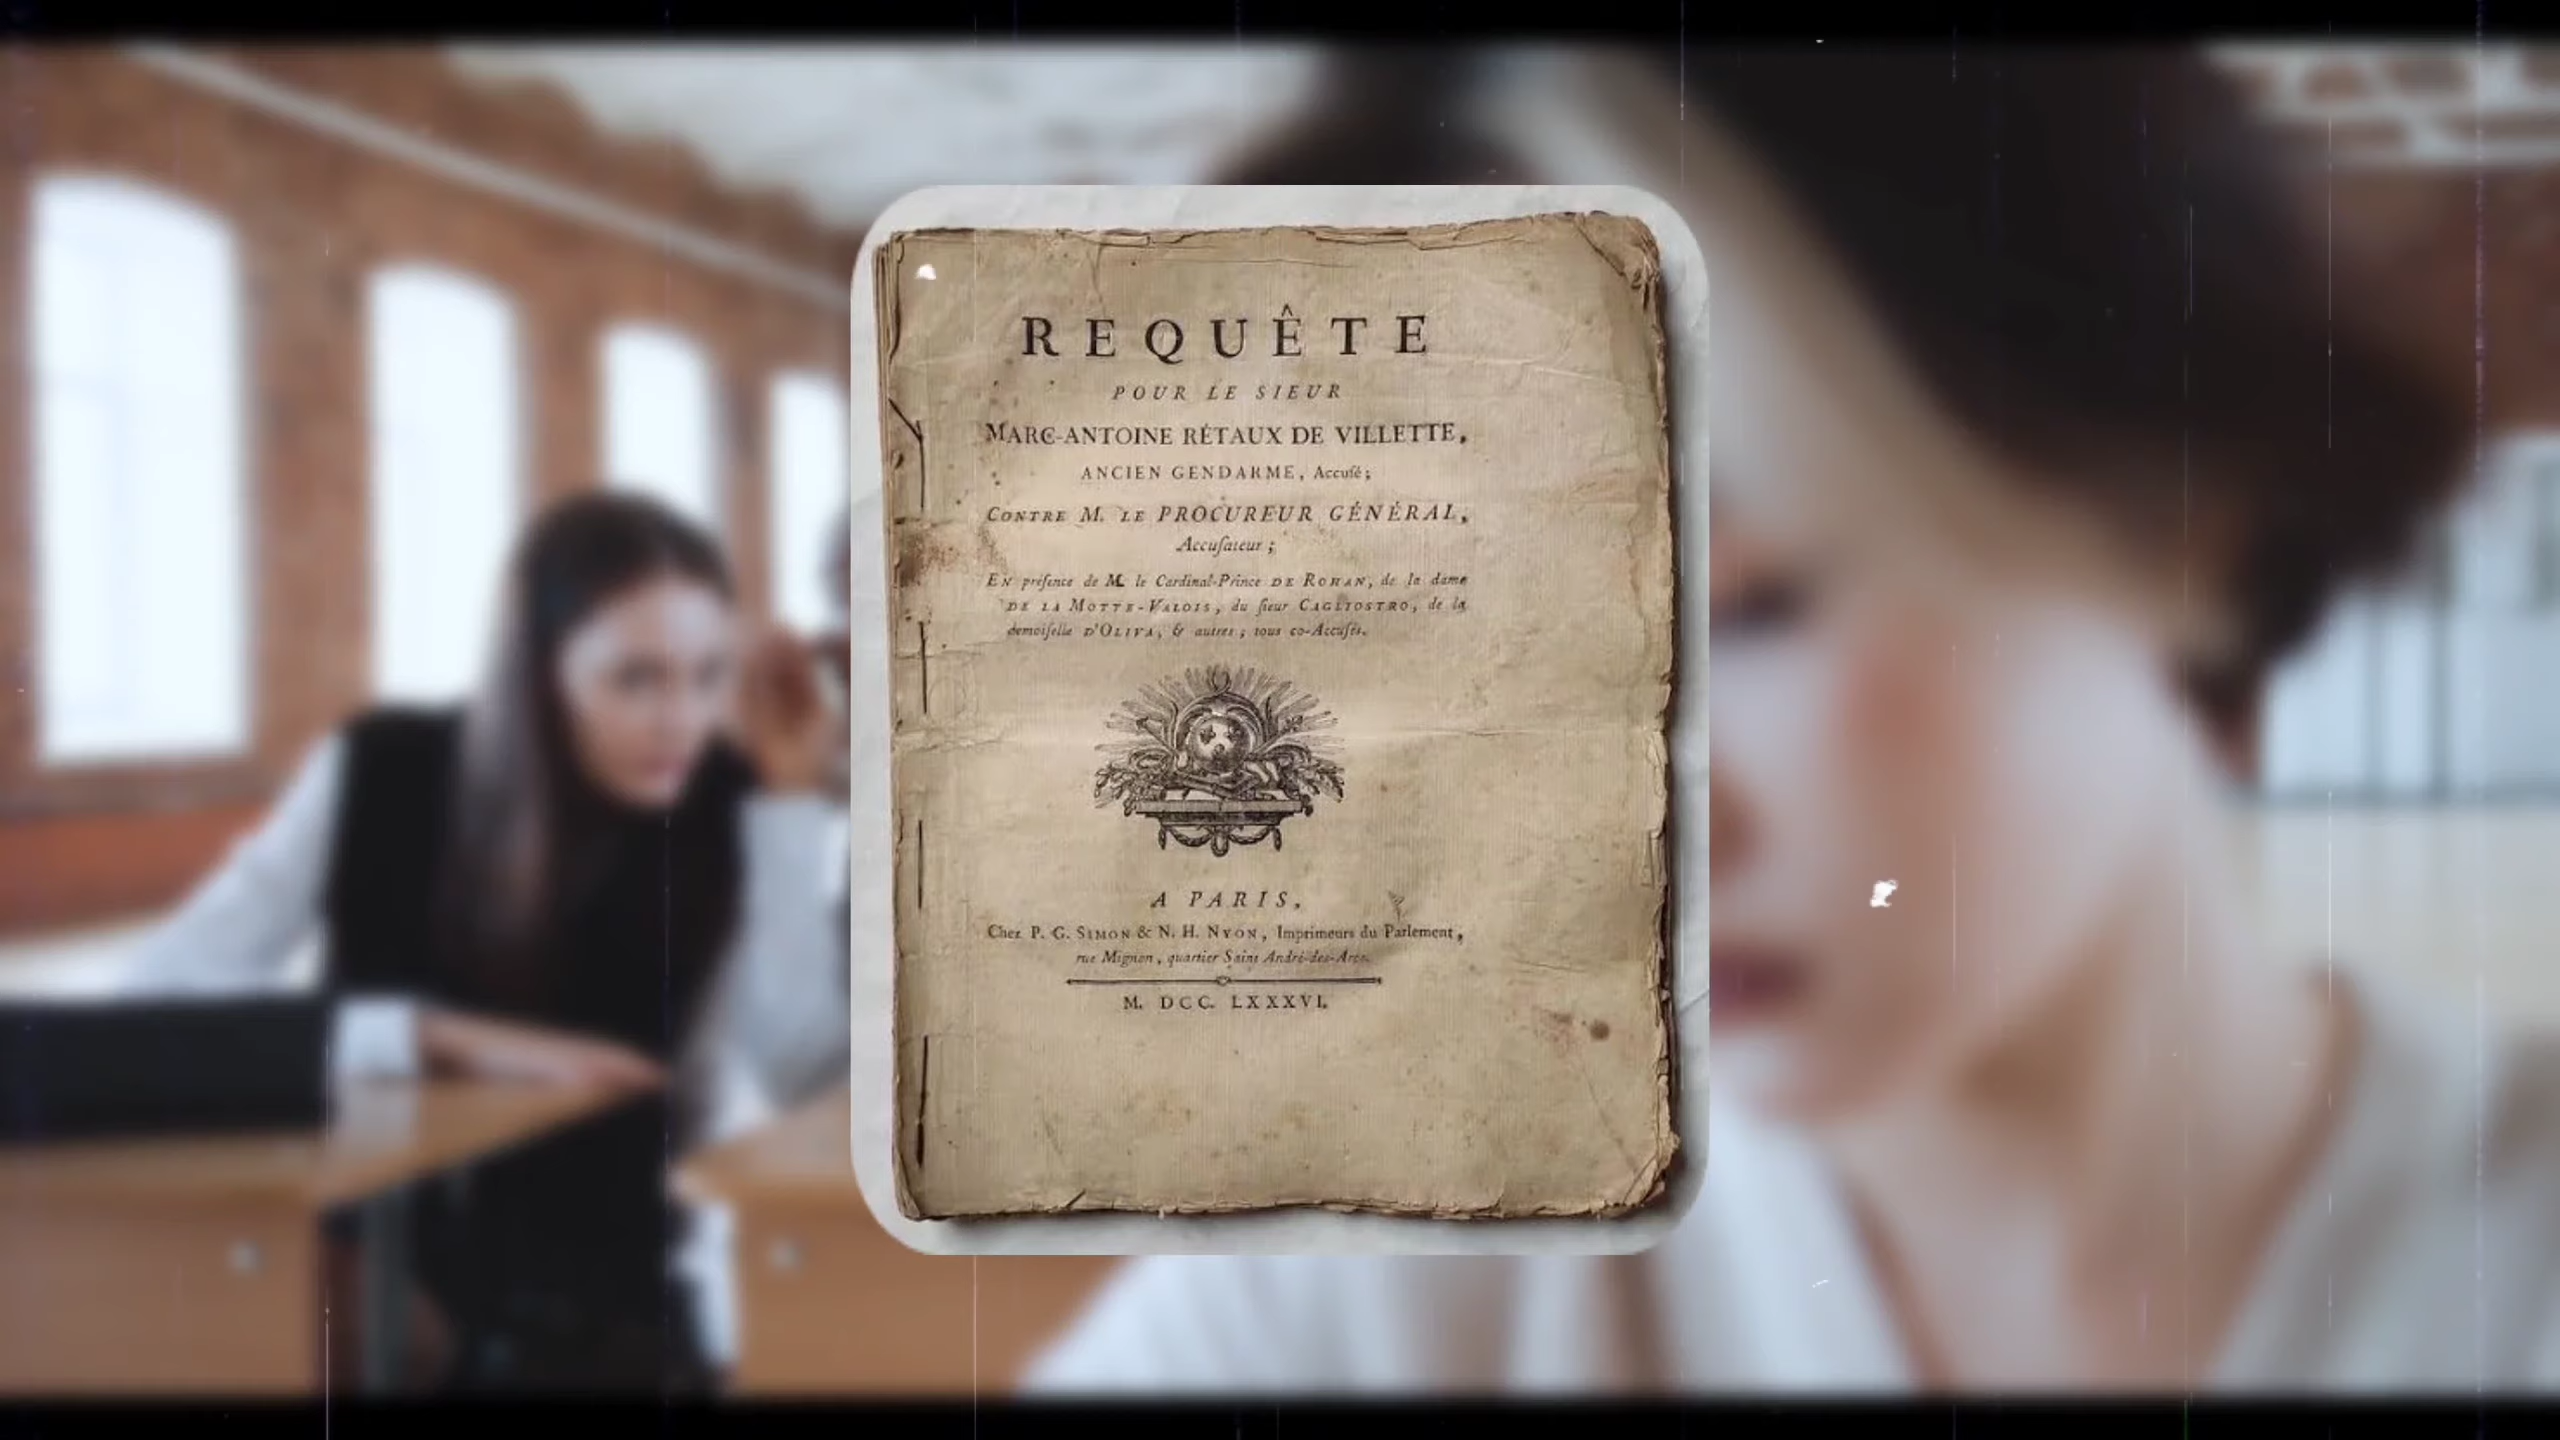 REQUÊTE
POUR LE SIEUR
MARC-ANTOINE RÉTAUX DE VILLETTE,
ANCIEN GENDARME, Accuſé;
CONTRE M. LE PROCUREUR GÉNÉRAL,
Accuſateur;
EN préſence de M. le Cardinal-Prince DE ROHAN, de la dame
DE LA MOTTE-VALOIS, du ſieur CAGLIOSTRO, de la
demoiſelle D'OLIVA, & autres; tous co-Accuſés.
A PARIS,
Chez P. G. SIMON & N. H. NYON, Imprimeurs du Parlement,
rue Mignon, quartier Saint André-des-Arcs.
M. DCC. LXXXVI.